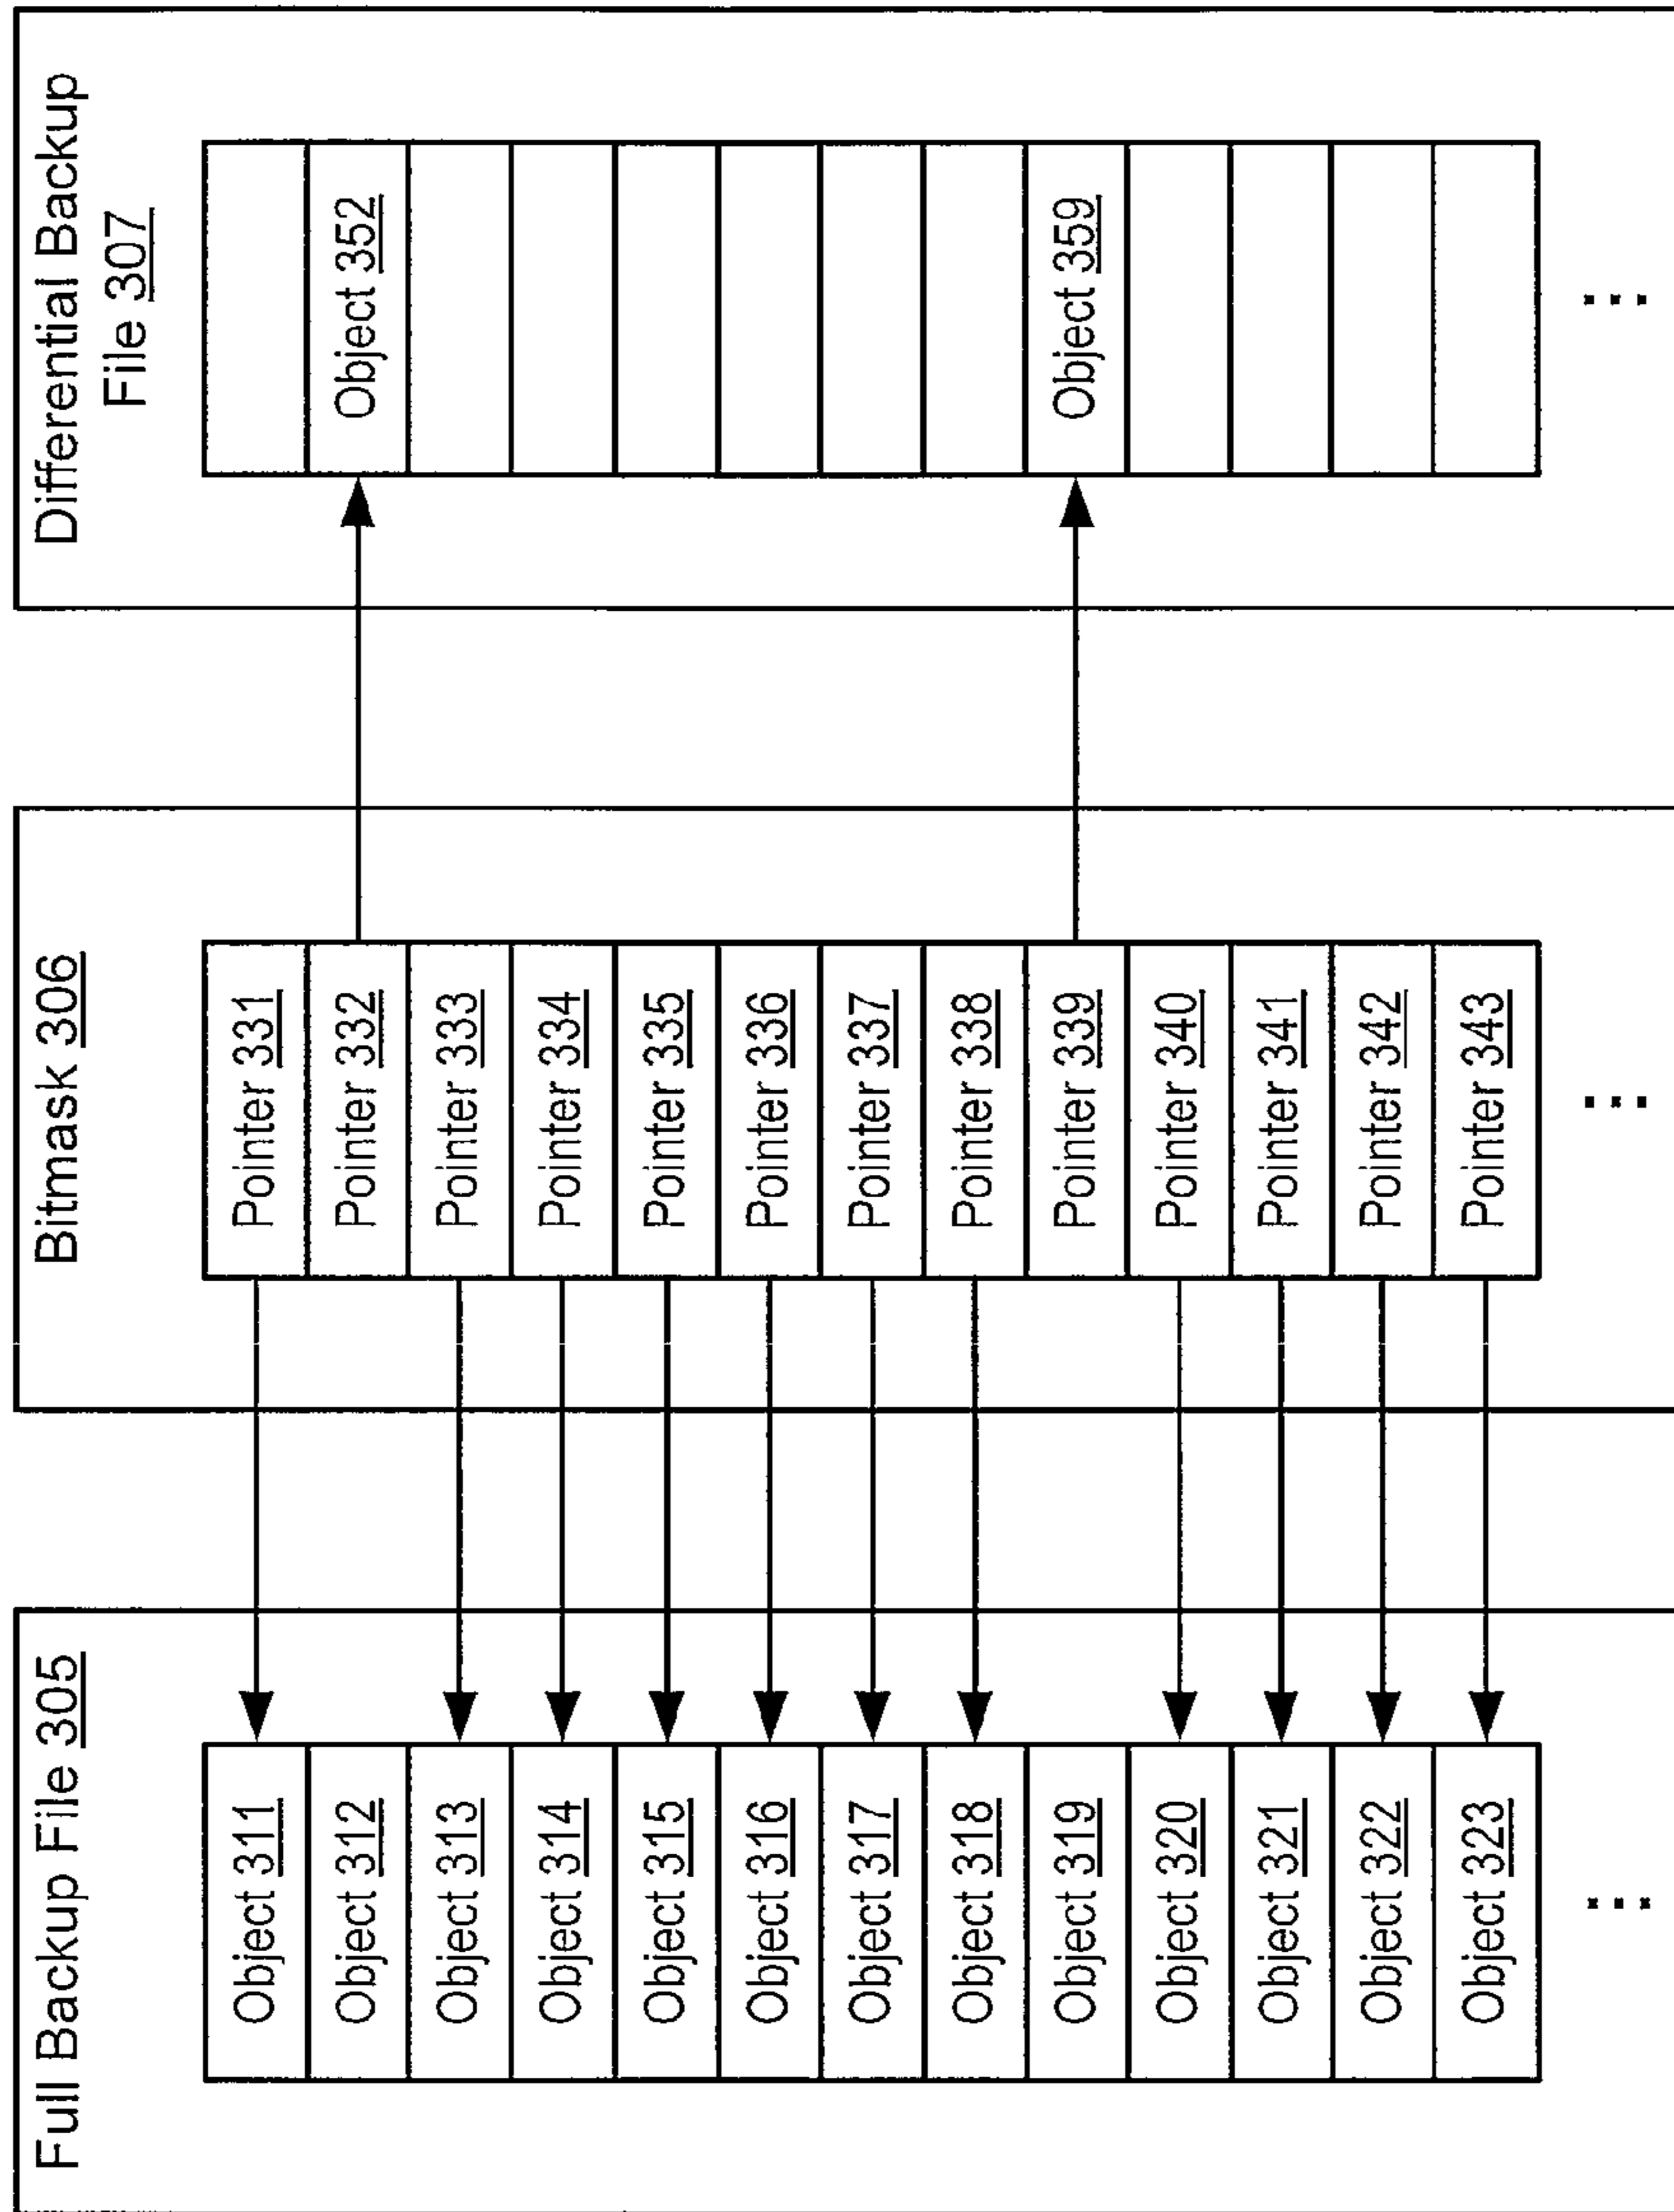 Full Backup File 305
Object 311
Object 312
Object 313
Object 314
Object 315
Object 316
Object 317
Object 318
Object 319
Object 320
Object 321
Object 322
Object 323
...
Bitmask 306
Pointer 331
Pointer 332
Pointer 333
Pointer 334
Pointer 335
Pointer 336
Pointer 337
Pointer 338
Pointer 339
Pointer 340
Pointer 341
Pointer 342
Pointer 343
...
Differential Backup
File 307
Object 352
Object 359
...